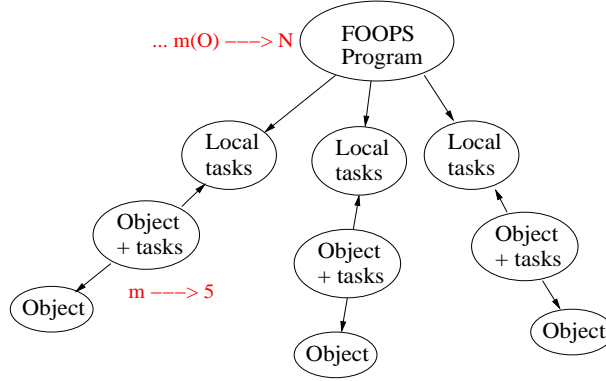 ... m(O) ---> N
FOOPS
Program
Local
tasks
Local
tasks
Local
tasks
Object
+ tasks
Object
+ tasks
Object
+ tasks
Object
m ---> 5
Object
Object